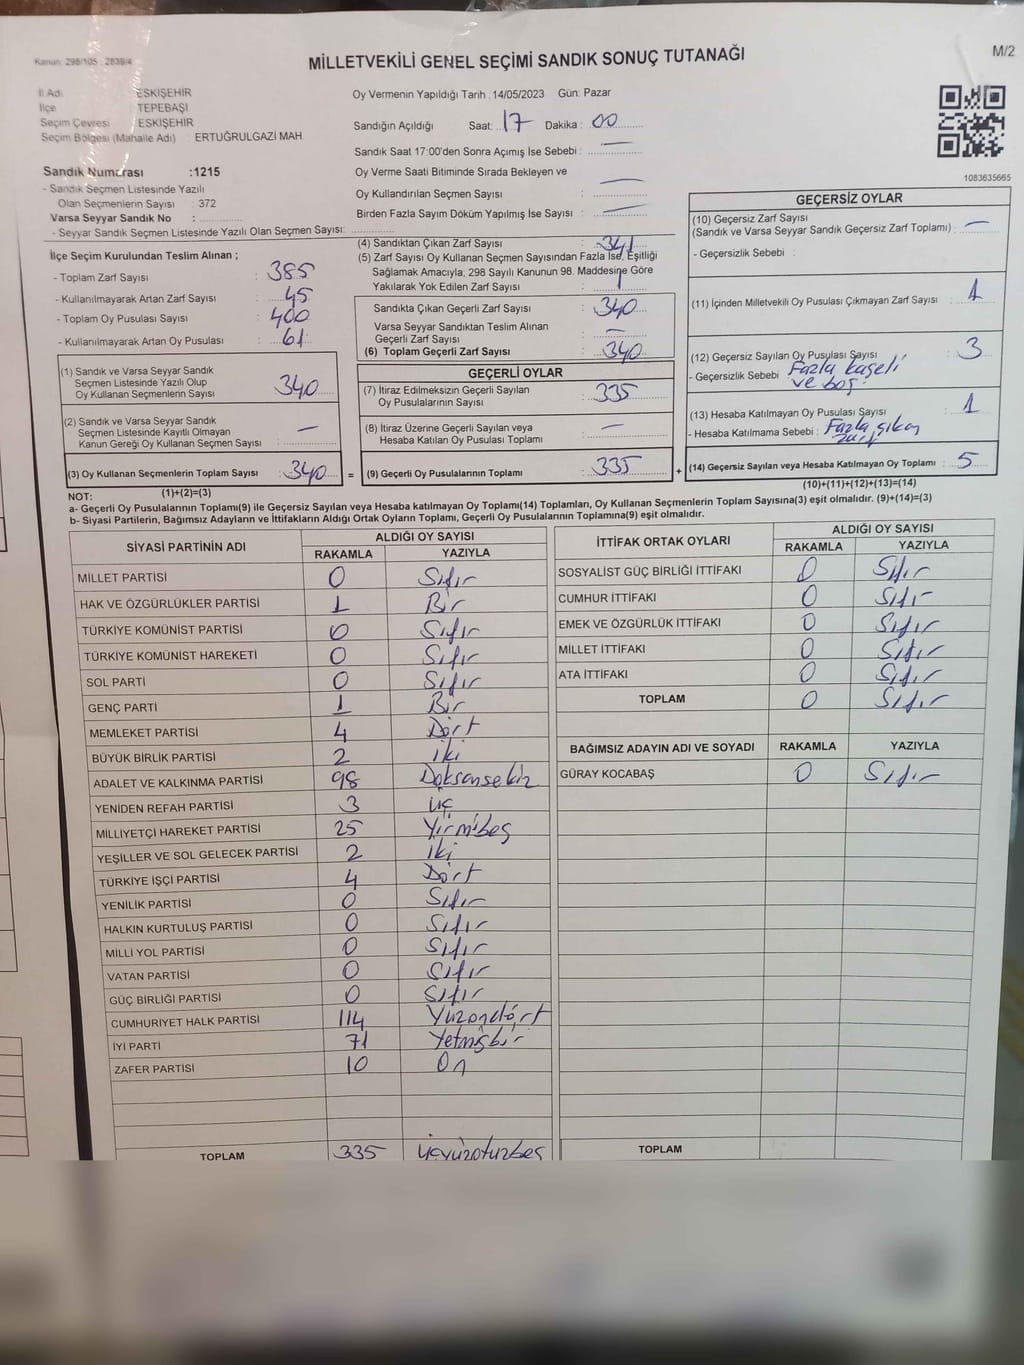 Kanun: 298/105 : 2839/4
MİLLETVEKİLİ GENEL SEÇİMİ SANDIK SONUÇ TUTANAĞI
M/2
İl Adı : ESKİŞEHİR
İlçe : TEPEBAŞI
Seçim Çevresi : ESKİŞEHİR
Seçim Bölgesi (Mahalle Adı) : ERTUĞRULGAZİ MAH.
Sandık Numarası :1215
- Sandık Seçmen Listesinde Yazılı
Olan Seçmenlerin Sayısı : 372
Varsa Seyyar Sandık No :
- Seyyar Sandık Seçmen Listesinde Yazılı Olan Seçmen Sayısı:
Oy Vermenin Yapıldığı Tarih : 14/05/2023 Gün: Pazar
Sandığın Açıldığı Saat: 17 Dakika : 00
Sandık Saat 17:00'den Sonra Açımış İse Sebebi : —
Oy Verme Saati Bitiminde Sırada Bekleyen ve
Oy Kullandırılan Seçmen Sayısı : —
Birden Fazla Sayım Döküm Yapılmış İse Sayısı : —
1083635665
İlçe Seçim Kurulundan Teslim Alınan ;
- Toplam Zarf Sayısı : 385
- Kullanılmayarak Artan Zarf Sayısı : 45
- Toplam Oy Pusulası Sayısı : 400
- Kullanılmayarak Artan Oy Pusulası : 61
(1) Sandık ve Varsa Seyyar Sandık
Seçmen Listesinde Yazılı Olup
Oy Kullanan Seçmenlerin Sayısı : 340
(2) Sandık ve Varsa Seyyar Sandık
Seçmen Listesinde Kayıtlı Olmayan
Kanun Gereği Oy Kullanan Seçmen Sayısı : —
(3) Oy Kullanan Seçmenlerin Toplam Sayısı : 340
(1)+(2)=(3)
(4) Sandıktan Çıkan Zarf Sayısı : 341
(5) Zarf Sayısı Oy Kullanan Seçmen Sayısından Fazla İse, Eşitliği
Sağlamak Amacıyla; 298 Sayılı Kanunun 98. Maddesine Göre
Yakılarak Yok Edilen Zarf Sayısı : 1
Sandıkta Çıkan Geçerli Zarf Sayısı : 340
Varsa Seyyar Sandıktan Teslim Alınan
Geçerli Zarf Sayısı : —
(6) Toplam Geçerli Zarf Sayısı : 340
GEÇERLİ OYLAR
(7) İtiraz Edilmeksizin Geçerli Sayılan
Oy Pusulalarının Sayısı : 335
(8) İtiraz Üzerine Geçerli Sayılan veya
Hesaba Katılan Oy Pusulası Toplamı : —
= (9) Geçerli Oy Pusulalarının Toplamı : 335
GEÇERSİZ OYLAR
(10) Geçersiz Zarf Sayısı
(Sandık ve Varsa Seyyar Sandık Geçersiz Zarf Toplamı) : —
- Geçersizlik Sebebi :
(11) İçinden Milletvekili Oy Pusulası Çıkmayan Zarf Sayısı : 1
(12) Geçersiz Sayılan Oy Pusulası Sayısı : 3
- Geçersizlik Sebebi : Fazla kaşeli
ve boş
(13) Hesaba Katılmayan Oy Pusulası Sayısı : 1
- Hesaba Katılmama Sebebi : Fazla çıkan
zarf
+ (14) Geçersiz Sayılan veya Hesaba Katılmayan Oy Toplamı : 5
(10)+(11)+(12)+(13)=(14)
NOT:
a- Geçerli Oy Pusulalarının Toplamı(9) ile Geçersiz Sayılan veya Hesaba katılmayan Oy Toplamı(14) Toplamları, Oy Kullanan Seçmenlerin Toplam Sayısına(3) eşit olmalıdır. (9)+(14)=(3)
b- Siyasi Partilerin, Bağımsız Adayların ve İttifakların Aldığı Ortak Oyların Toplamı, Geçerli Oy Pusulalarının Toplamına(9) eşit olmalıdır.
SİYASİ PARTİNİN ADI ALDIĞI OY SAYISI
RAKAMLA YAZIYLA
MİLLET PARTİSİ 0 Sıfır
HAK VE ÖZGÜRLÜKLER PARTİSİ 1 Bir
TÜRKİYE KOMÜNİST PARTİSİ 0 Sıfır
TÜRKİYE KOMÜNİST HAREKETİ 0 Sıfır
SOL PARTİ 0 Sıfır
GENÇ PARTİ 1 Bir
MEMLEKET PARTİSİ 4 Dört
BÜYÜK BİRLİK PARTİSİ 2 İki
ADALET VE KALKINMA PARTİSİ 98 Doksansekiz
YENİDEN REFAH PARTİSİ 3 üç
MİLLİYETÇİ HAREKET PARTİSİ 25 Yirmibeş
YEŞİLLER VE SOL GELECEK PARTİSİ 2 İki
TÜRKİYE İŞÇİ PARTİSİ 4 Dört
YENİLİK PARTİSİ 0 Sıfır
HALKIN KURTULUŞ PARTİSİ 0 Sıfır
MİLLİ YOL PARTİSİ 0 Sıfır
VATAN PARTİSİ 0 Sıfır
GÜÇ BİRLİĞİ PARTİSİ 0 Sıfır
CUMHURİYET HALK PARTİSİ 114 Yüzondört
İYİ PARTİ 71 Yetmişbir
ZAFER PARTİSİ 10 On
TOPLAM 335 Üçyüzotuzbeş
İTTİFAK ORTAK OYLARI ALDIĞI OY SAYISI
RAKAMLA YAZIYLA
SOSYALİST GÜÇ BİRLİĞİ İTTİFAKI 0 Sıfır
CUMHUR İTTİFAKI 0 Sıfır
EMEK VE ÖZGÜRLÜK İTTİFAKI 0 Sıfır
MİLLET İTTİFAKI 0 Sıfır
ATA İTTİFAKI 0 Sıfır
TOPLAM 0 Sıfır
BAĞIMSIZ ADAYIN ADI VE SOYADI RAKAMLA YAZIYLA
GÜRAY KOCABAŞ 0 Sıfır
TOPLAM